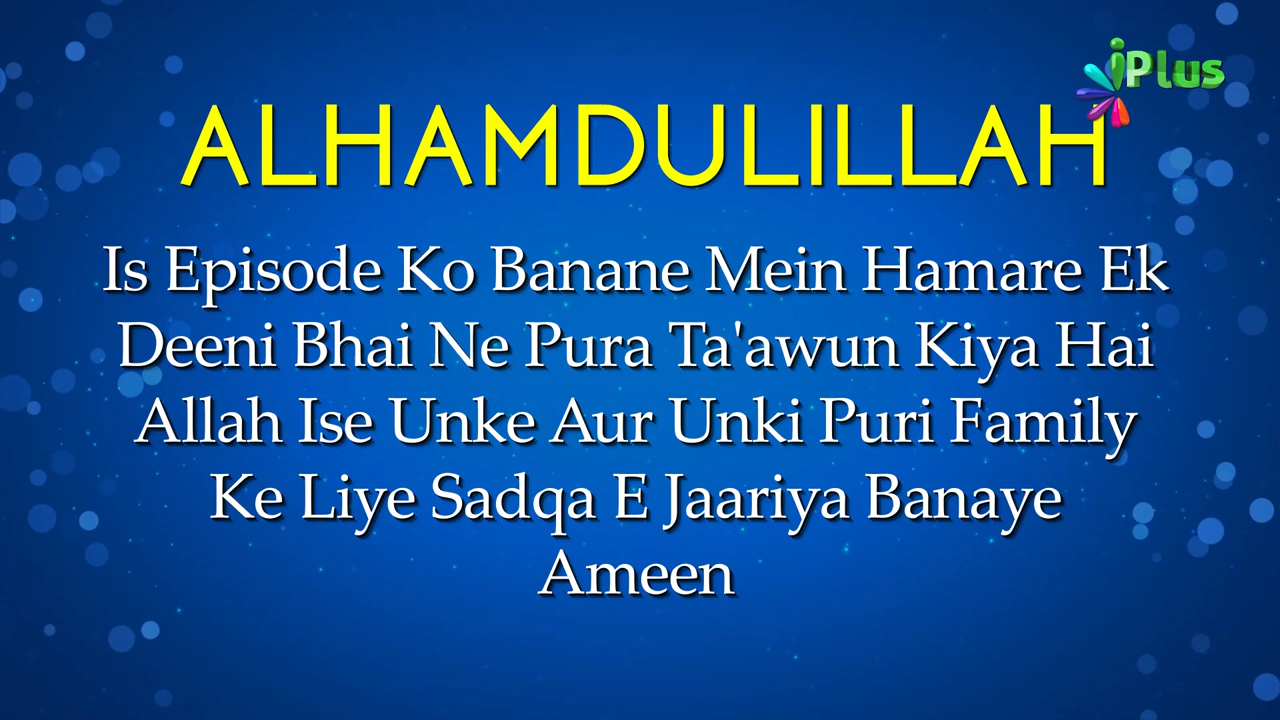 iPlus
ALHAMDULILLAH
Is Episode Ko Banane Mein Hamare Ek
Deeni Bhai Ne Pura Ta'awun Kiya Hai
Allah Ise Unke Aur Unki Puri Family
Ke Liye Sadqa E Jaariya Banaye
Ameen